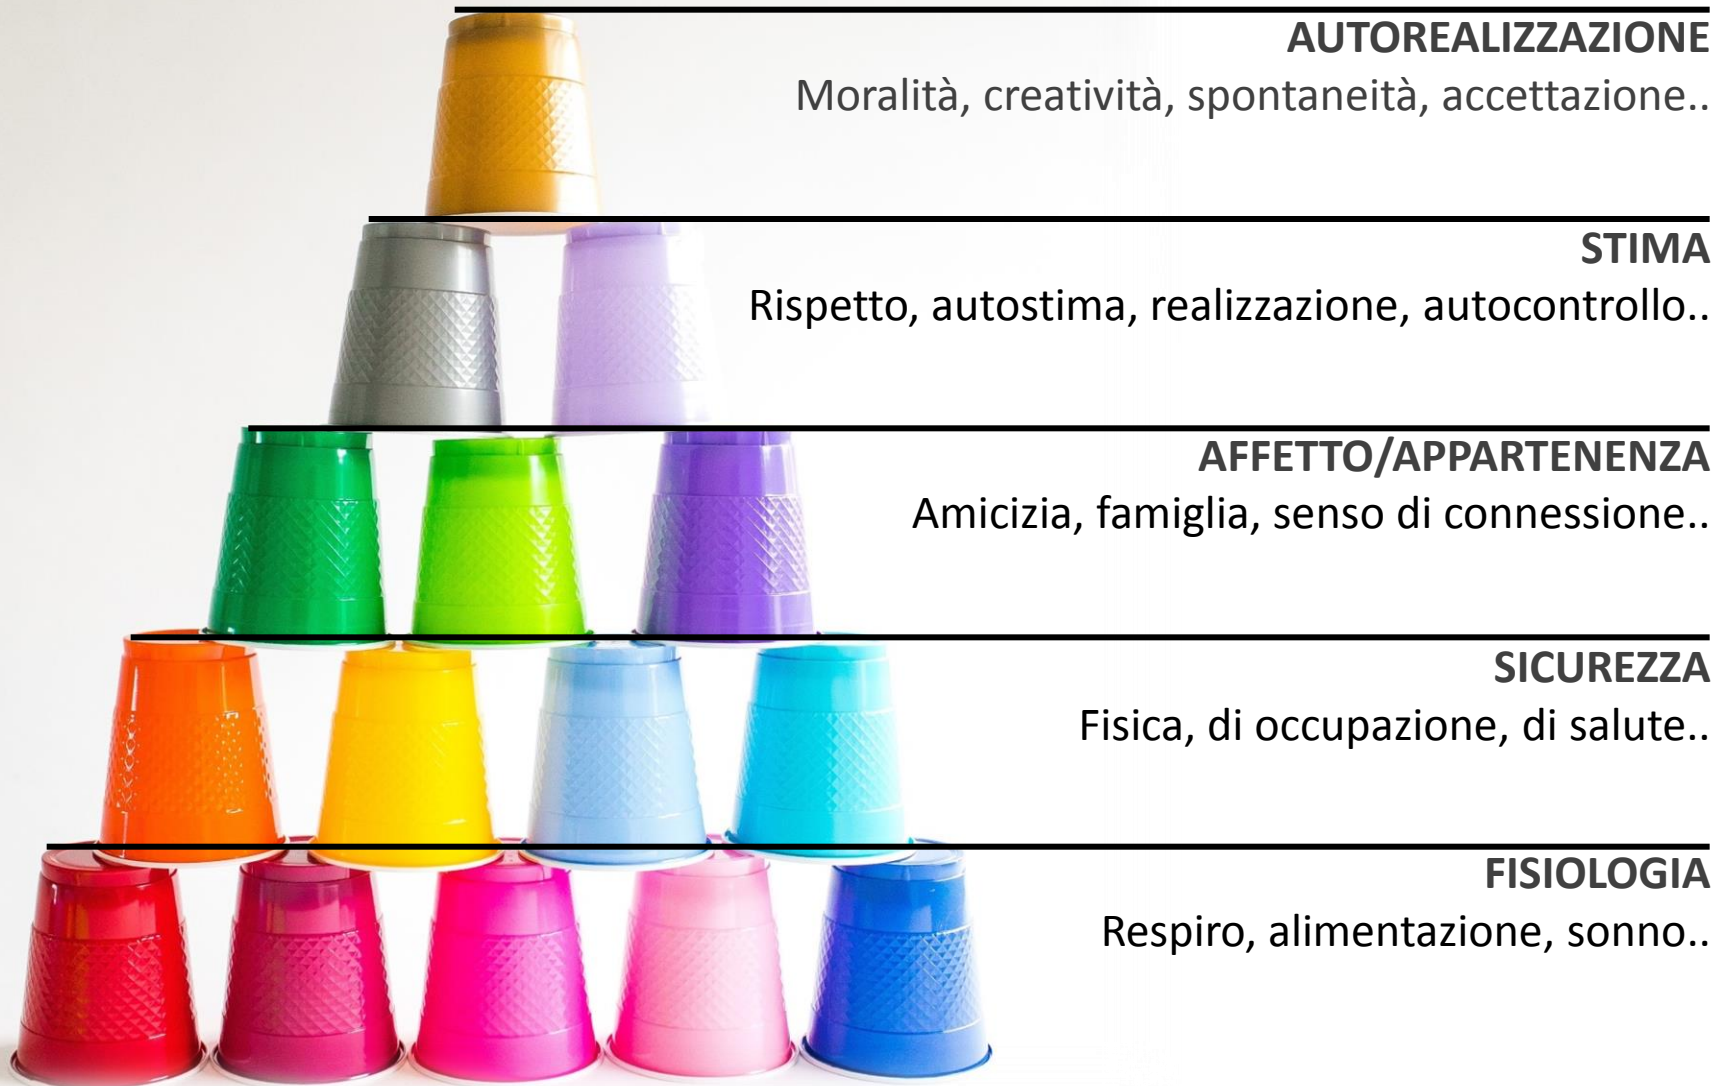 AUTOREALIZZAZIONE
Moralità, creatività, spontaneità, accettazione..
STIMA
Rispetto, autostima, realizzazione, autocontrollo..
AFFETTO/APPARTENENZA
Amicizia, famiglia, senso di connessione..
SICUREZZA
Fisica, di occupazione, di salute..
FISIOLOGIA
Respiro, alimentazione, sonno..